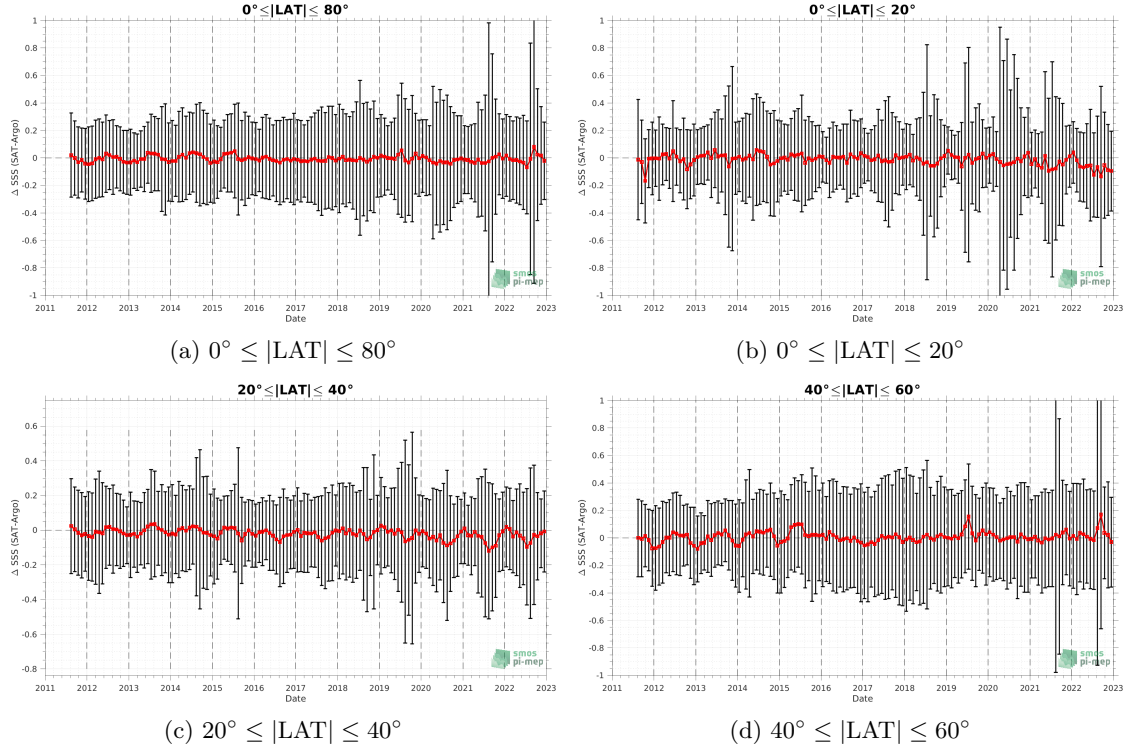 0°≤|LAT|≤ 80°
1
0.8
0.6
0.4
0.2
0
-0.2
-0.4
-0.6
-0.8
-1
Δ SSS (SAT-Argo)
smos
pi-mep
2011 2012 2013 2014 2015 2016 2017 2018 2019 2020 2021 2022 2023
Date
(a) 0° ≤ |LAT| ≤ 80°
0°≤|LAT|≤ 20°
1
0.8
0.6
0.4
0.2
0
-0.2
-0.4
-0.6
-0.8
-1
Δ SSS (SAT-Argo)
smos
pi-mep
2011 2012 2013 2014 2015 2016 2017 2018 2019 2020 2021 2022 2023
Date
(b) 0° ≤ |LAT| ≤ 20°
20°≤|LAT|≤ 40°
0.6
0.4
0.2
0
-0.2
-0.4
-0.6
-0.8
Δ SSS (SAT-Argo)
smos
pi-mep
2011 2012 2013 2014 2015 2016 2017 2018 2019 2020 2021 2022 2023
Date
(c) 20° ≤ |LAT| ≤ 40°
40°≤|LAT|≤ 60°
1
0.8
0.6
0.4
0.2
0
-0.2
-0.4
-0.6
-0.8
-1
Δ SSS (SAT-Argo)
smos
pi-mep
2011 2012 2013 2014 2015 2016 2017 2018 2019 2020 2021 2022 2023
Date
(d) 40° ≤ |LAT| ≤ 60°